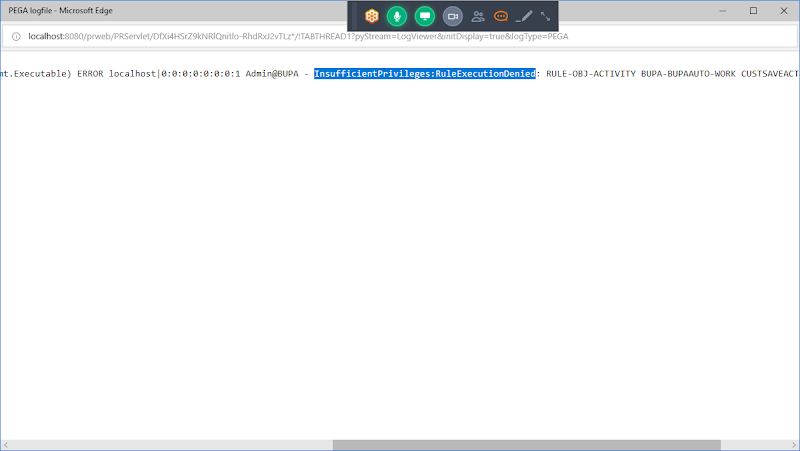 PEGA logfile - Microsoft Edge
localhost:8080/prweb/PRServlet/DfXi4HSrZ9kNRlQnitlo-RhdRxJ2vTLz*/!TABTHREAD1?pyStream=LogViewer&initDisplay=true&logType=PEGA
nt.Executable) ERROR localhost|0:0:0:0:0:0:0:1 Admin@BUPA - InsufficientPrivileges:RuleExecutionDenied: RULE-OBJ-ACTIVITY BUPA-BUPAAUTO-WORK CUSTSAVEACT